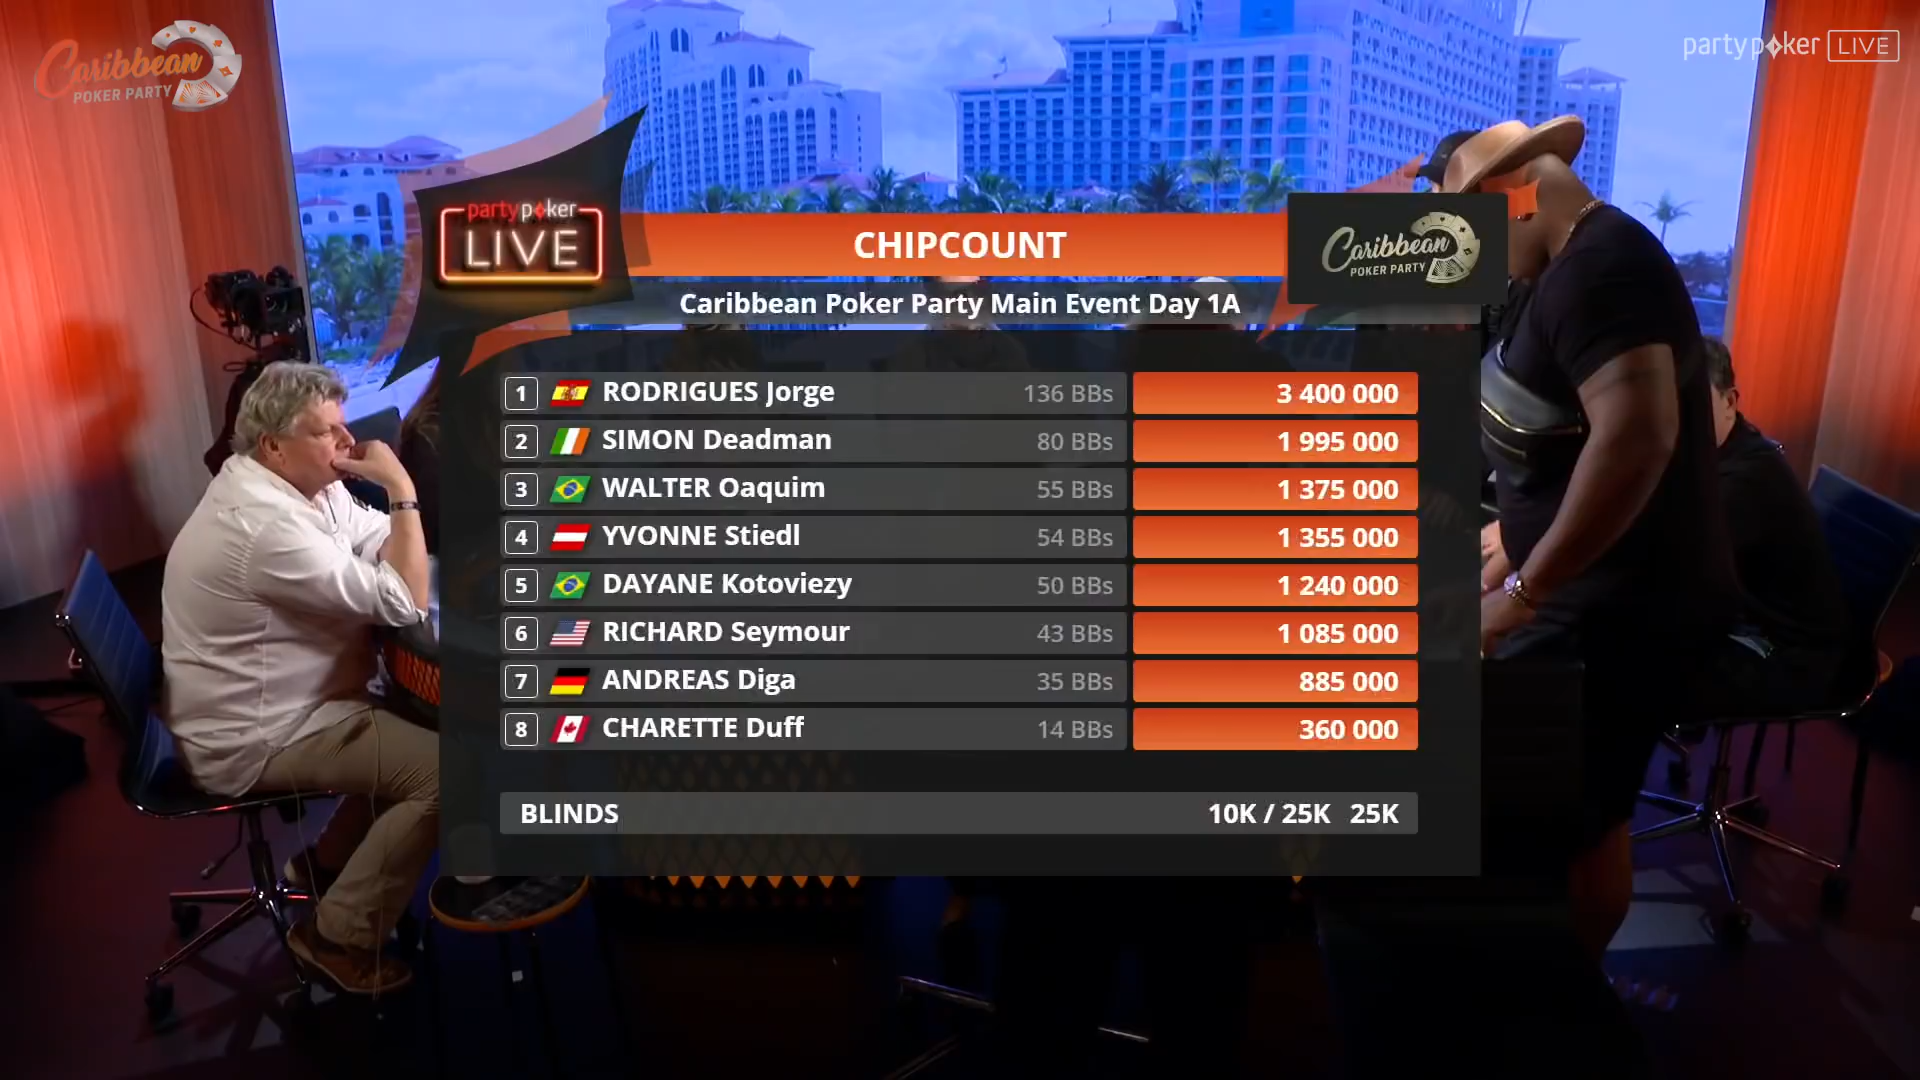 Caribbean
POKER PARTY
partypoker LIVE
partypoker
LIVE
CHIPCOUNT
Caribbean
POKER PARTY
Caribbean Poker Party Main Event Day 1A
1 RODRIGUES Jorge 136 BBs 3 400 000
2 SIMON Deadman 80 BBs 1 995 000
3 WALTER Oaquim 55 BBs 1 375 000
4 YVONNE Stiedl 54 BBs 1 355 000
5 DAYANE Kotoviezy 50 BBs 1 240 000
6 RICHARD Seymour 43 BBs 1 085 000
7 ANDREAS Diga 35 BBs 885 000
8 CHARETTE Duff 14 BBs 360 000
BLINDS 10K / 25K 25K